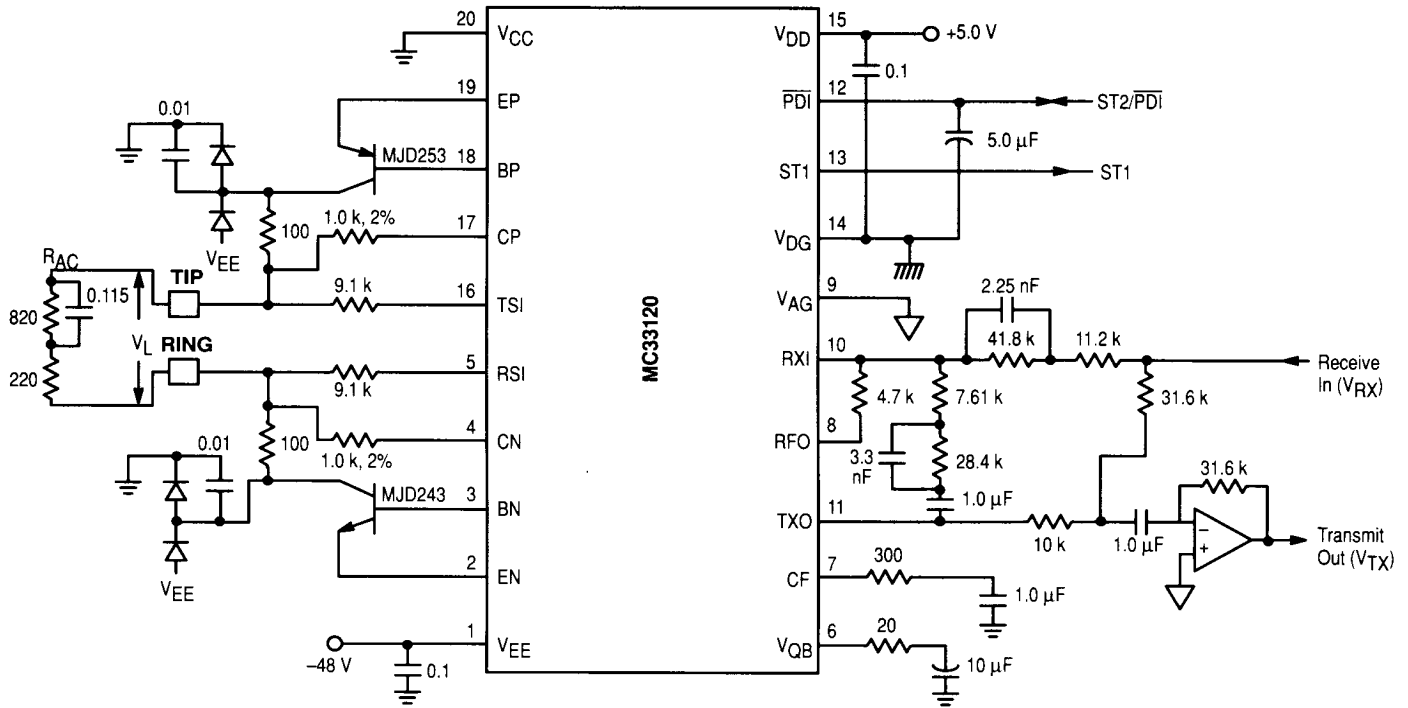 20
VCC
19
EP
0.01
MJD253
18
BP
100
1.0 k, 2%
17
CP
VEE
RAC
TIP
0.115
820
9.1 k
16
TSI
VL
RING
220
5
RSI
9.1 k
4
CN
100
0.01
1.0 k, 2%
MJD243
3
BN
VEE
2
EN
1
VEE
–48 V
0.1
MC33120
15
VDD
+5.0 V
0.1
12
PDI
ST2/PDI
5.0 µF
13
ST1
ST1
14
VDG
9
VAG
2.25 nF
41.8 k
11.2 k
10
RXI
Receive
In (VRX)
4.7 k
7.61 k
31.6 k
8
RFO
3.3
nF
28.4 k
1.0 µF
31.6 k
11
TXO
10 k
1.0 µF
–
+
Transmit
Out (VTX)
7
CF
300
1.0 µF
6
VQB
20
10 µF